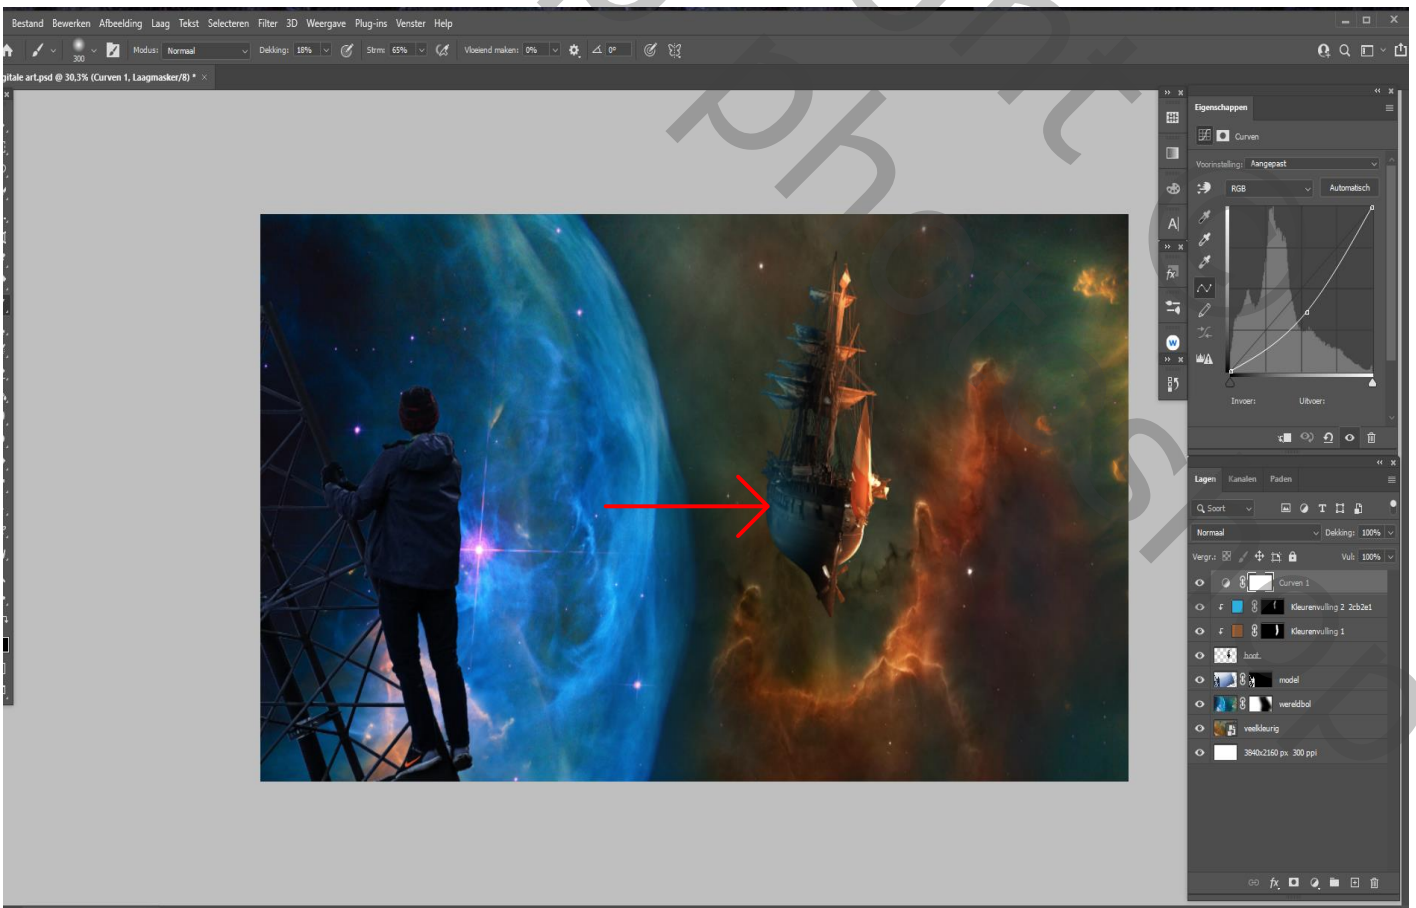 Bestand Bewerken Afbeelding Laag Tekst Selecteren Filter 3D Weergave Plug-ins Venster Help
300 Modus: Normaal Dekking: 18% Strm: 65% Vloeiend maken: 0% 0°
gitale art.psd @ 30,3% (Curven 1, Laagmasker/8) *
Eigenschappen
Curven
Voorinstelling: Aangepast
RGB Automatisch
Invoer: Uitvoer:
Lagen Kanalen Paden
Soort
Normaal Dekking: 100%
Vergr.: Vul: 100%
Curven 1
Kleurenvulling 2 2cb2e1
Kleurenvulling 1
boot
model
wereldbol
veelkleurig
3840x2160 px 300 ppi